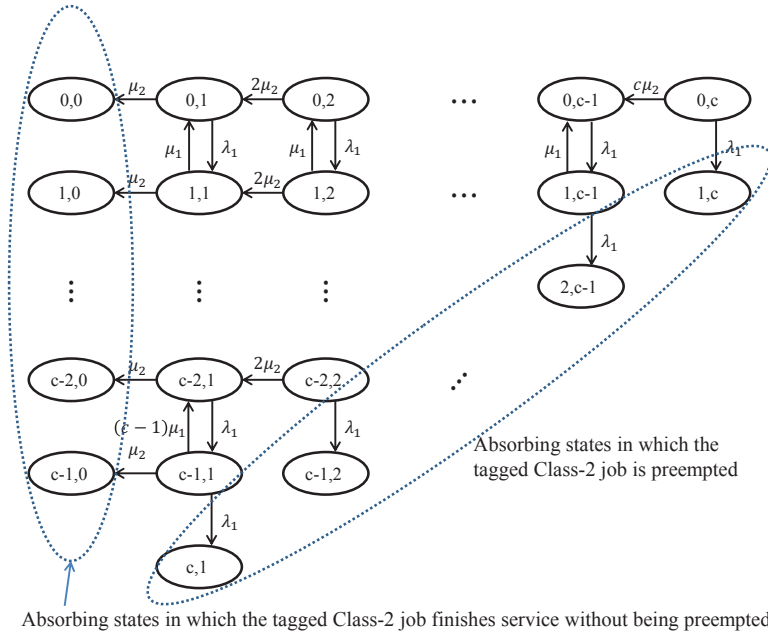 μ₂ 2μ₂ cμ₂
0,0 0,1 0,2 ... 0,c-1 0,c
μ₁ λ₁ μ₁ λ₁ μ₁ λ₁ λ₁
μ₂ 2μ₂
1,0 1,1 1,2 ... 1,c-1 1,c
λ₁
2,c-1
μ₂ 2μ₂
c-2,0 c-2,1 c-2,2
(c − 1)μ₁ λ₁ λ₁
μ₂
c-1,0 c-1,1 c-1,2
Absorbing states in which the
tagged Class-2 job is preempted
λ₁
c,1
Absorbing states in which the tagged Class-2 job finishes service without being preempted